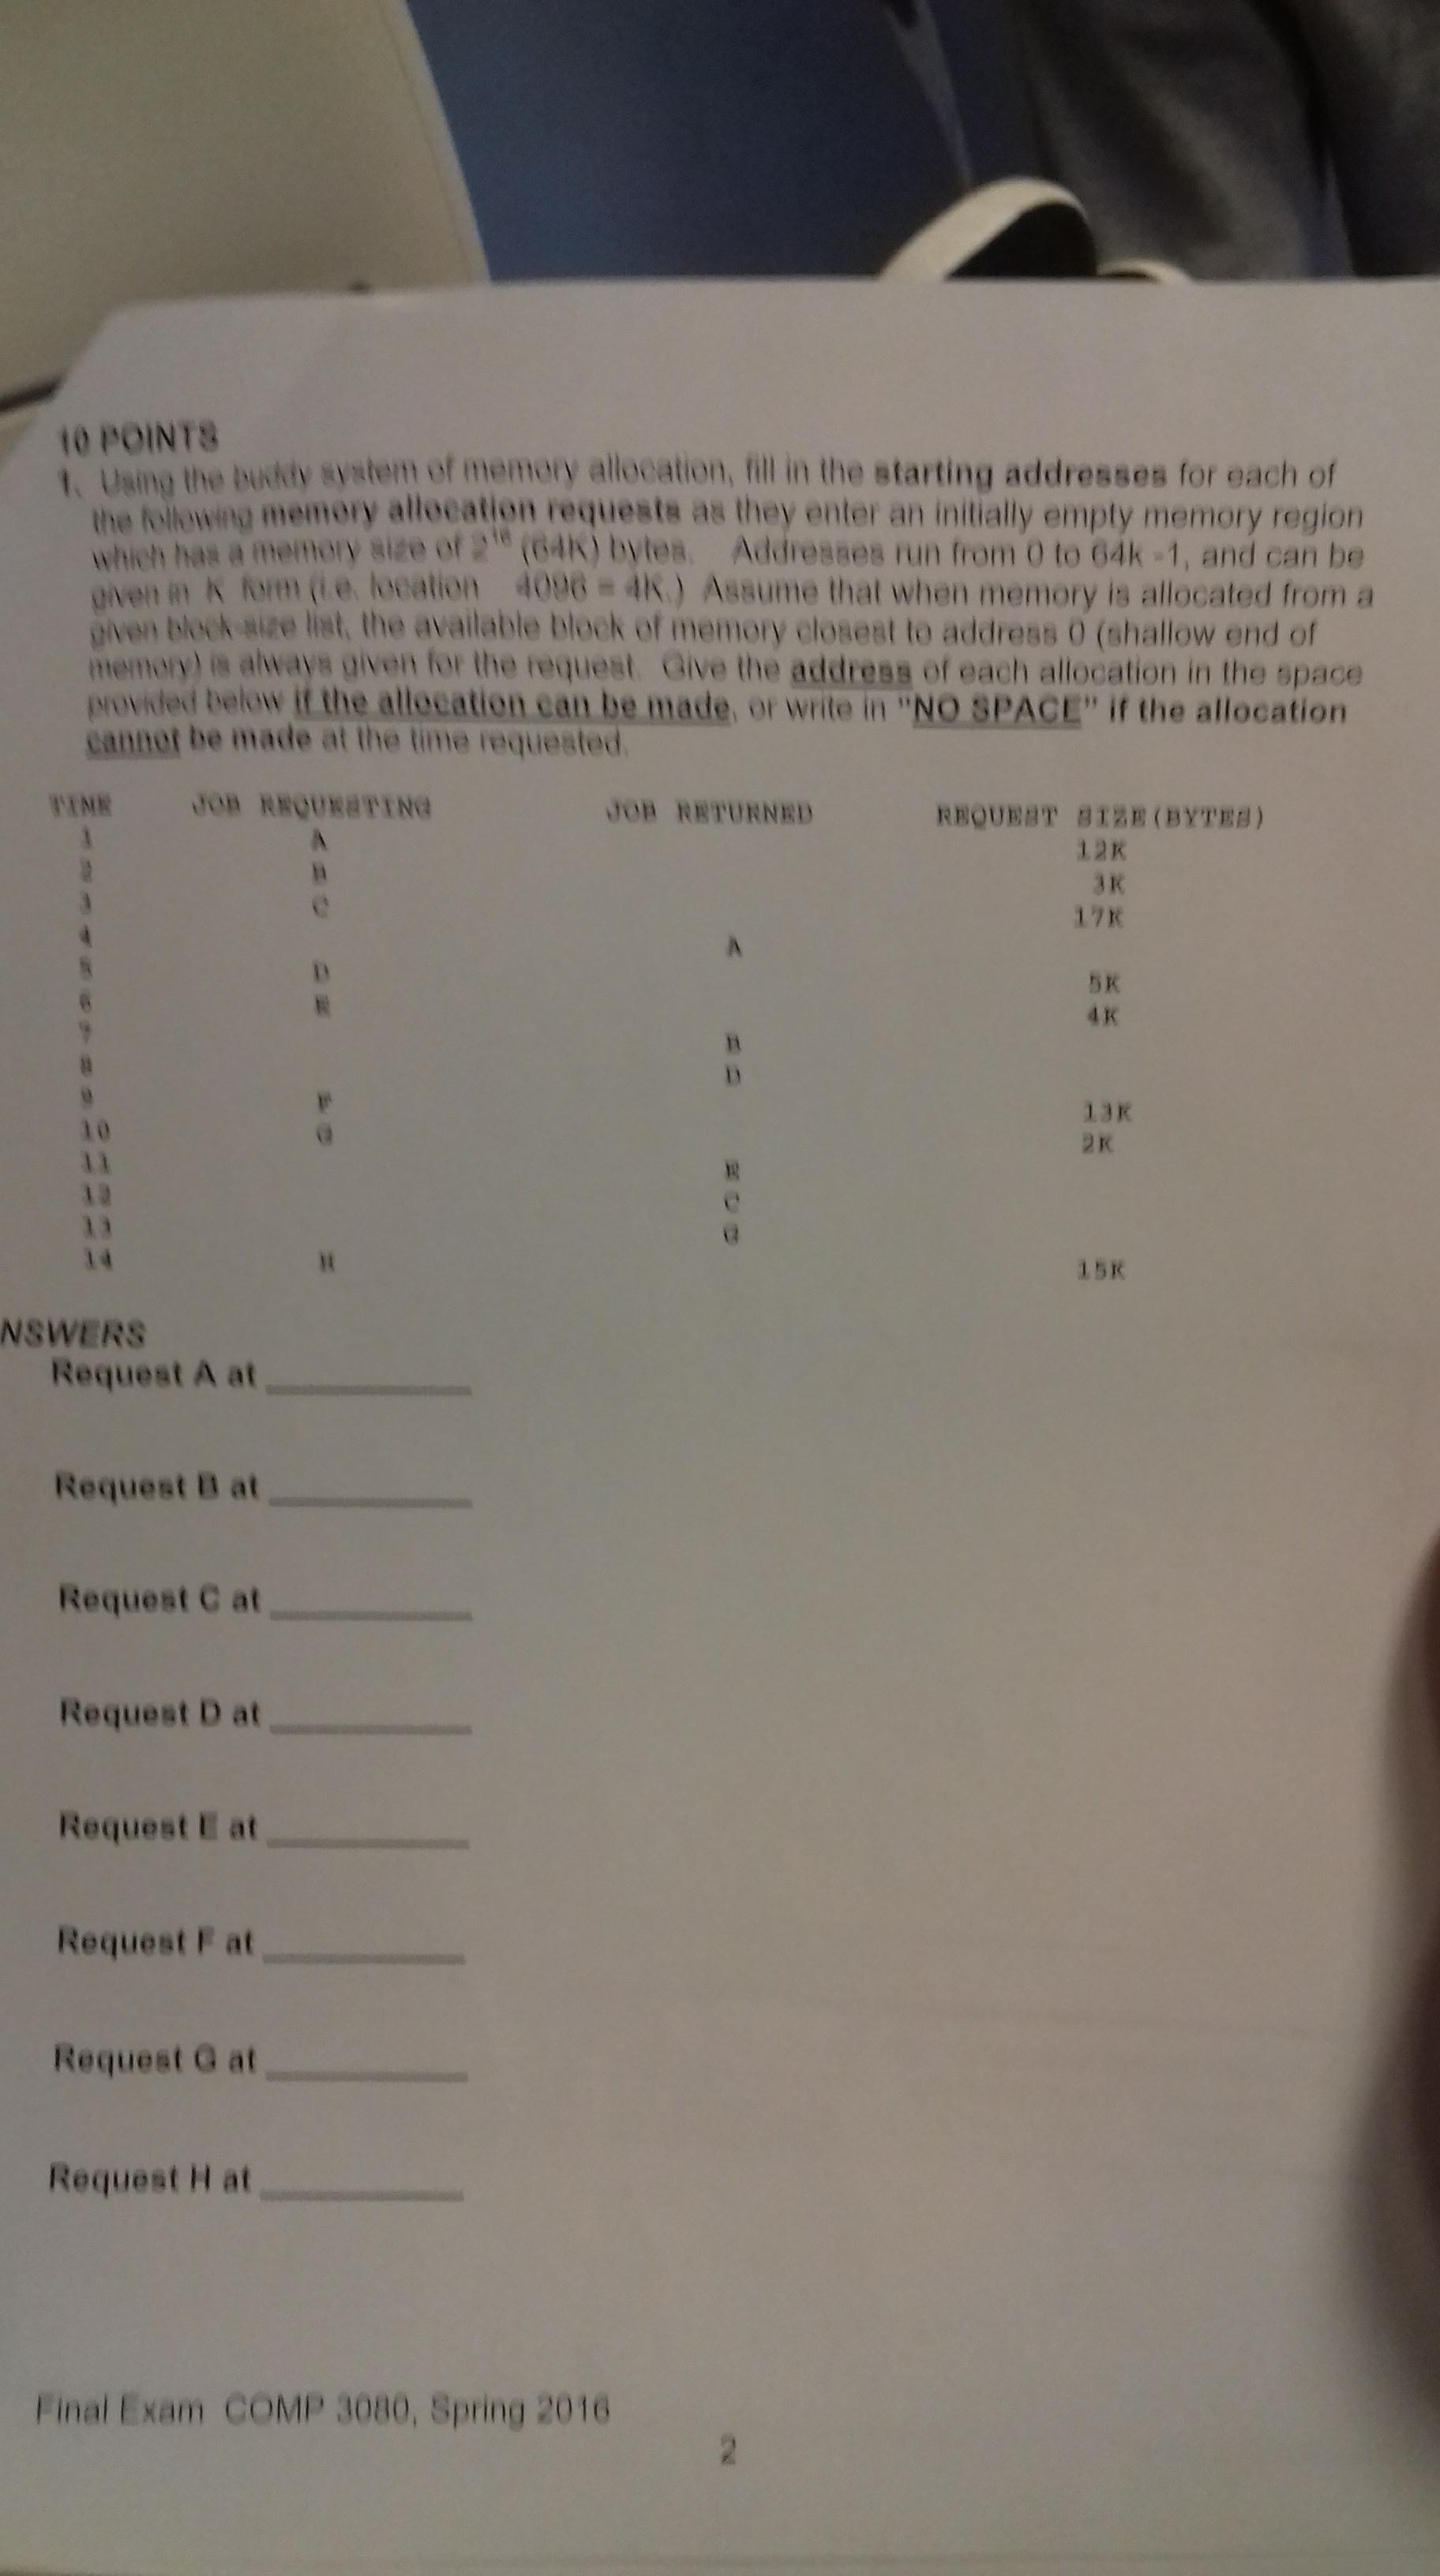 10 POINTS
1. Using the buddy system of memory allocation, fill in the starting addresses for each of
the following memory allocation requests as they enter an initially empty memory region
which has a memory size of 2^16 (64K) bytes. Addresses run from 0 to 64k -1, and can be
given in K form (i.e. location 4096 = 4K.) Assume that when memory is allocated from a
given block-size list, the available block of memory closest to address 0 (shallow end of
memory) is always given for the request. Give the address of each allocation in the space
provided below if the allocation can be made, or write in "NO SPACE" if the allocation
cannot be made at the time requested.
TIME JOB REQUESTING JOB RETURNED REQUEST SIZE(BYTES)
1 A 12K
2 B 3K
3 C 17K
4 A
5 D 5K
6 E 4K
7 B
8 D
9 F 13K
10 G 2K
11 E
12 C
13 G
14 H 15K
NSWERS
Request A at
Request B at
Request C at
Request D at
Request E at
Request F at
Request G at
Request H at
Final Exam COMP 3080, Spring 2016
2